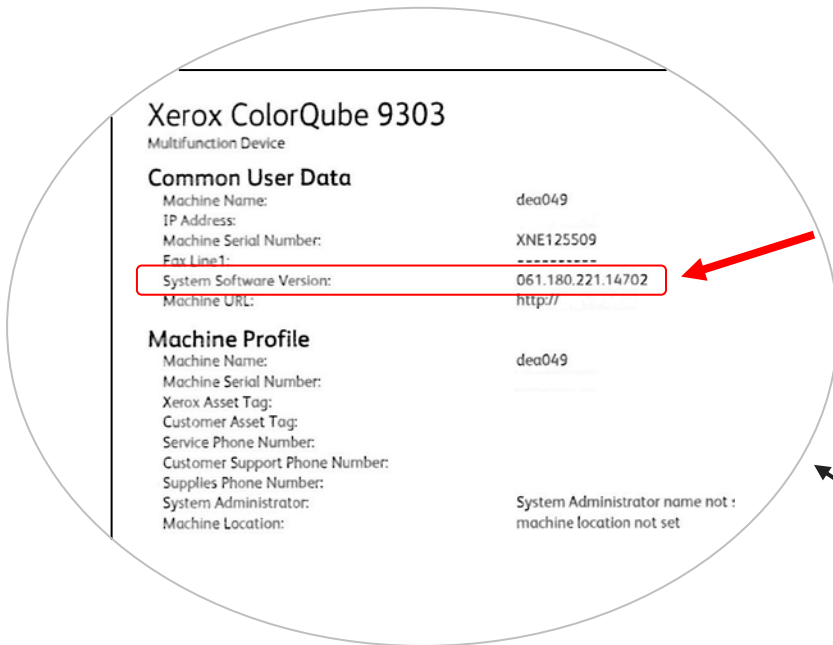 Xerox ColorQube 9303
Multifunction Device
Common User Data
Machine Name: dea049
IP Address:
Machine Serial Number: XNE125509
Fax Line1: ----------
System Software Version: 061.180.221.14702
Machine URL: http://
Machine Profile
Machine Name: dea049
Machine Serial Number:
Xerox Asset Tag:
Customer Asset Tag:
Service Phone Number:
Customer Support Phone Number:
Supplies Phone Number:
System Administrator: System Administrator name not
Machine Location: machine location not set